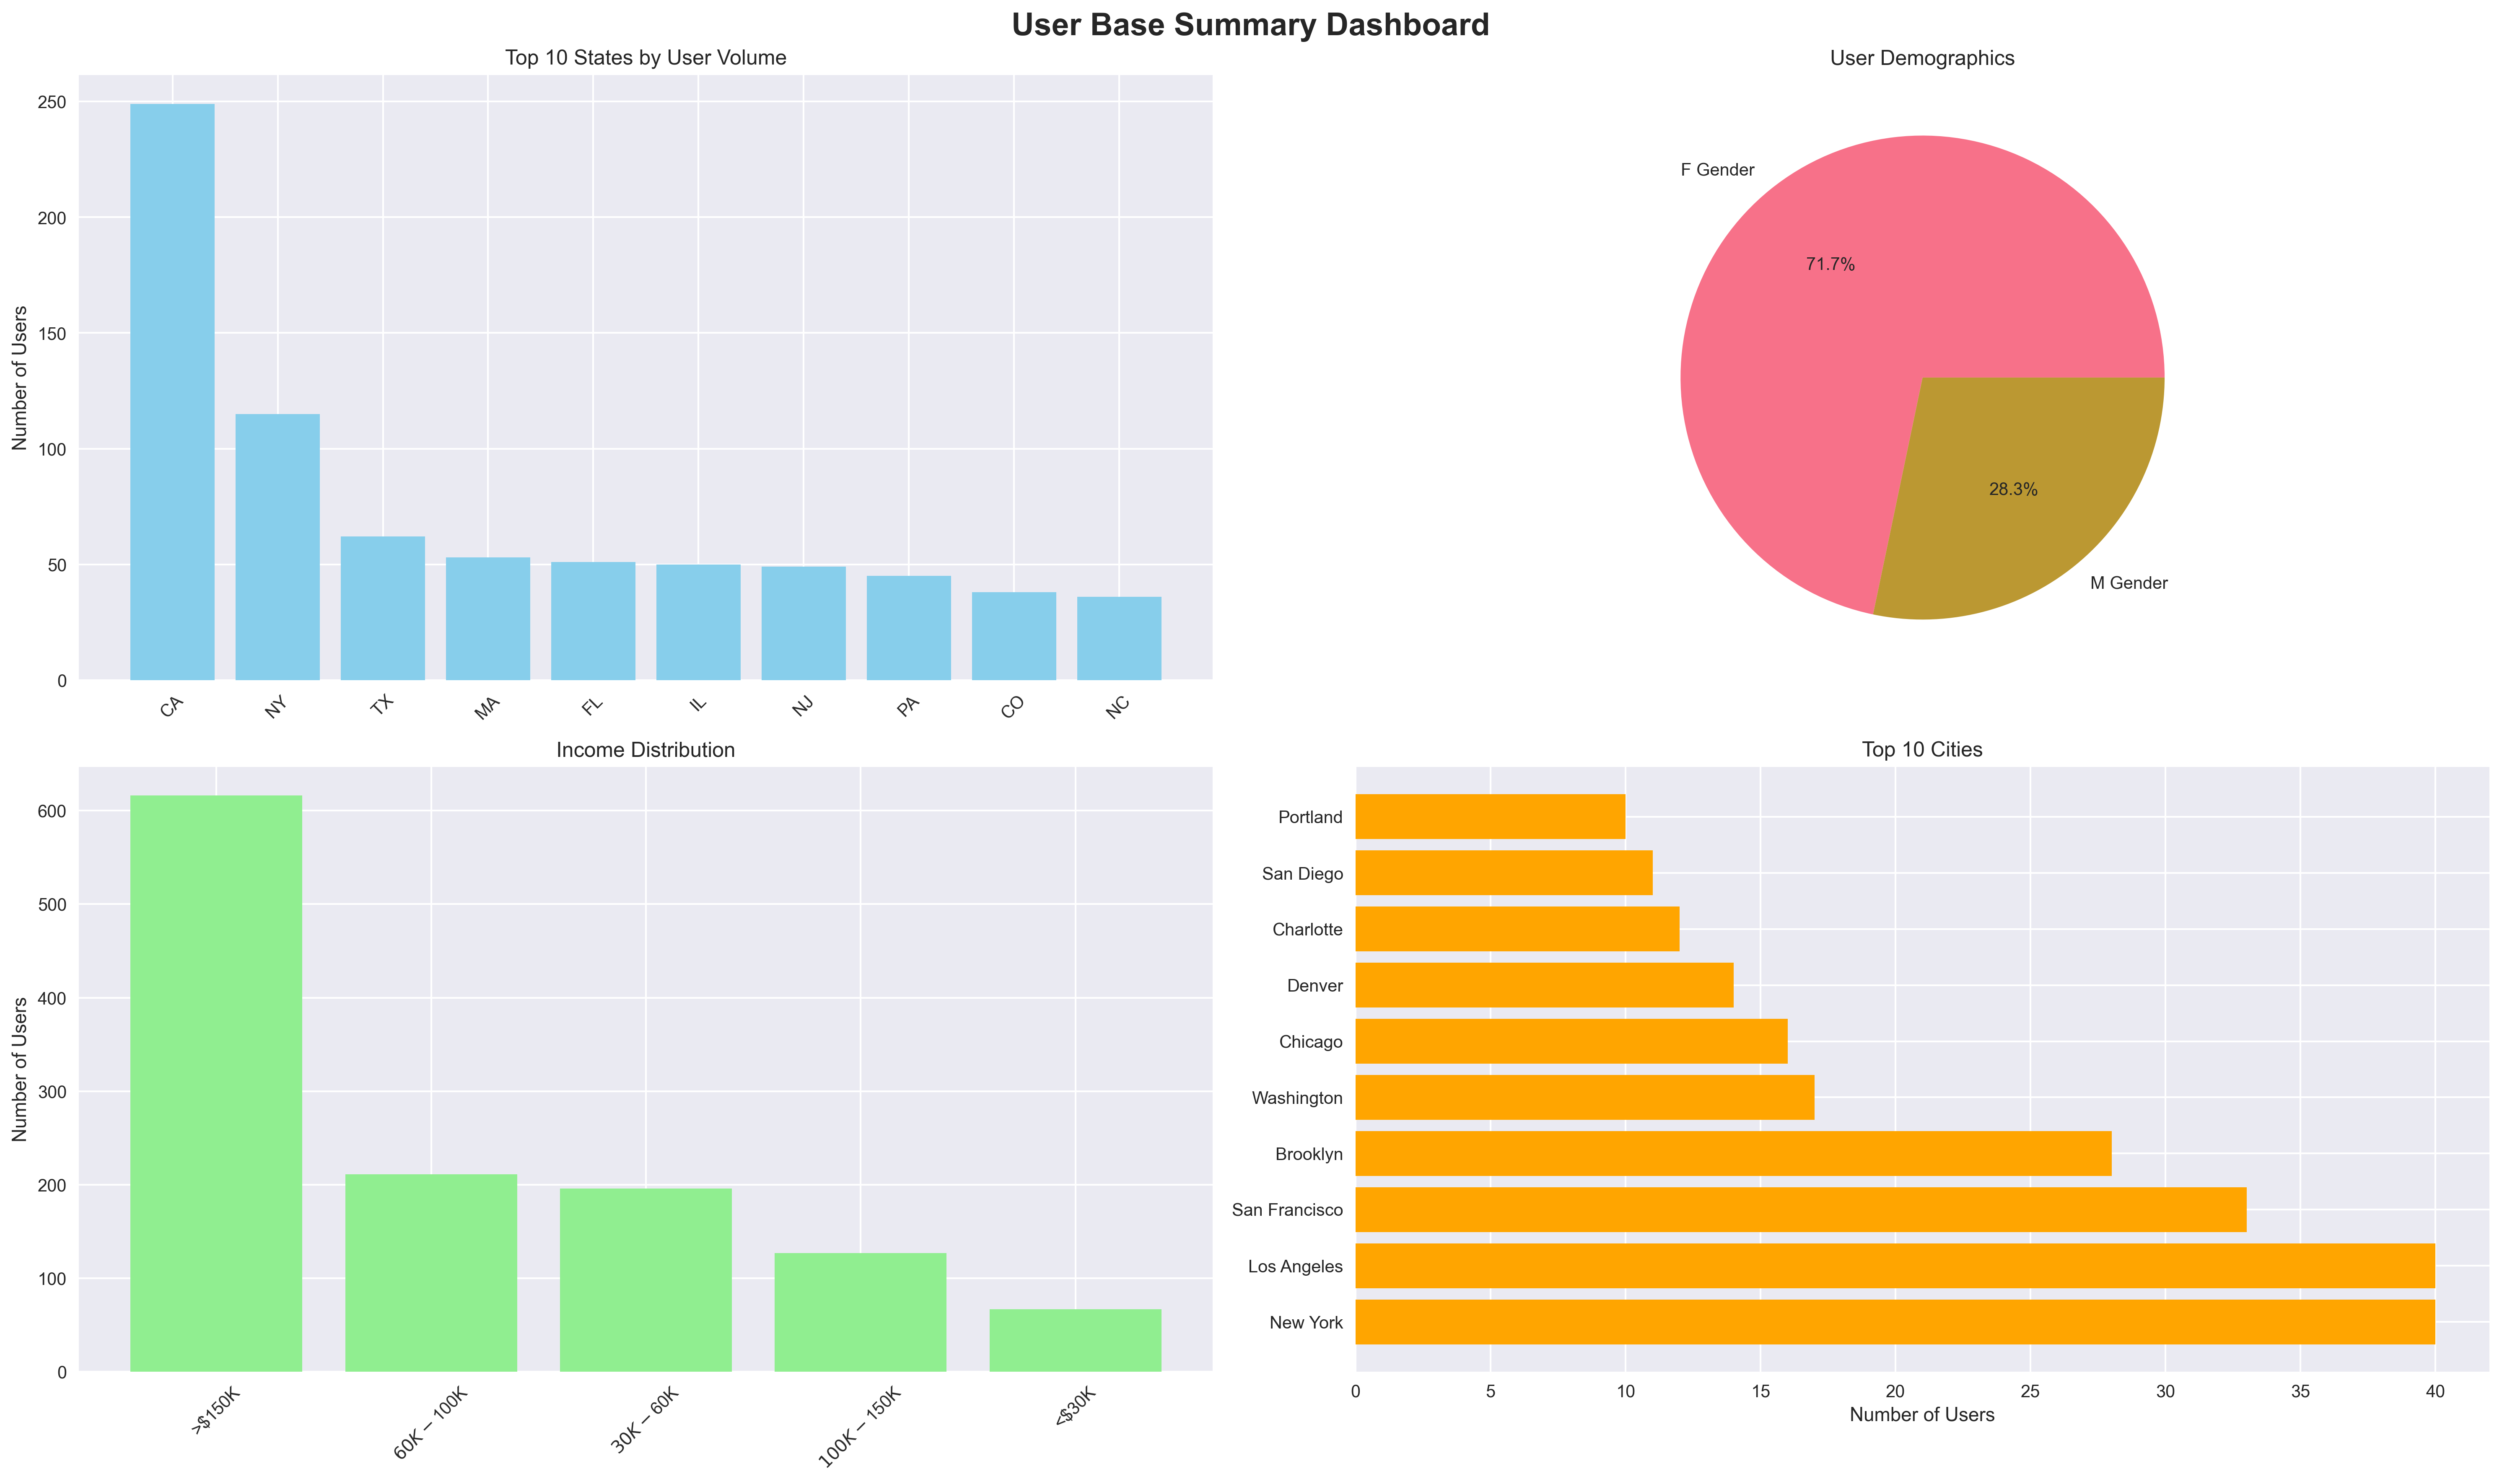 User Base Summary Dashboard
Top 10 States by User Volume
Number of Users
250
200
150
100
50
0
CA
NY
TX
MA
FL
IL
NJ
PA
CO
NC
User Demographics
F Gender
71.7%
28.3%
M Gender
Income Distribution
Number of Users
600
500
400
300
200
100
0
>$150K
60K − 100K
30K − 60K
100K − 150K
<$30K
Top 10 Cities
Portland
San Diego
Charlotte
Denver
Chicago
Washington
Brooklyn
San Francisco
Los Angeles
New York
0
5
10
15
20
25
30
35
40
Number of Users